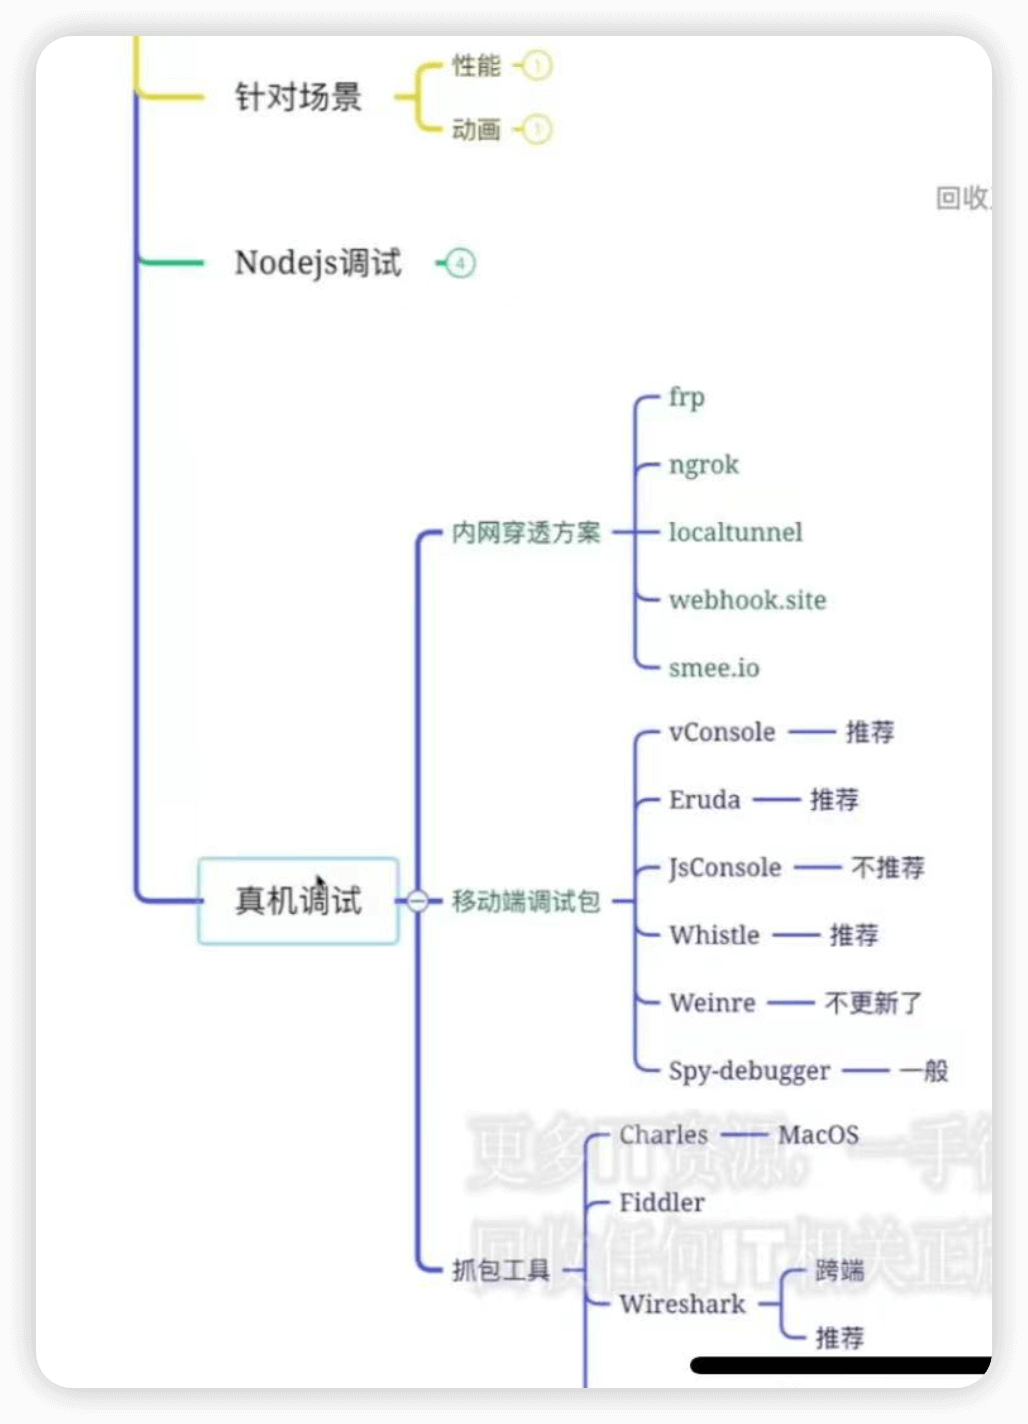 针对场景
性能 1
动画 1
回收
Nodejs调试 4
内网穿透方案
frp
ngrok
localtunnel
webhook.site
smee.io
真机调试
移动端调试包
vConsole 推荐
Eruda 推荐
JsConsole 不推荐
Whistle 推荐
Weinre 不更新了
Spy-debugger 一般
更多IT资源，一手
回收任何IT相关正版
抓包工具
Charles MacOS
Fiddler
Wireshark
跨端
推荐